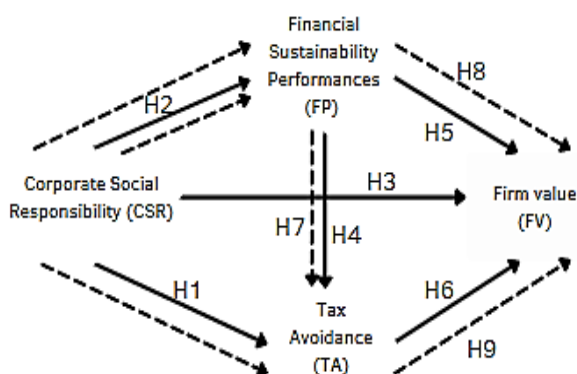 Financial
Sustainability
Performances
(FP)
H8
H2
H5
Corporate Social
Responsibility (CSR)
H3
Firm value
(FV)
H7
H4
H1
Tax
Avoidance
(TA)
H6
H9